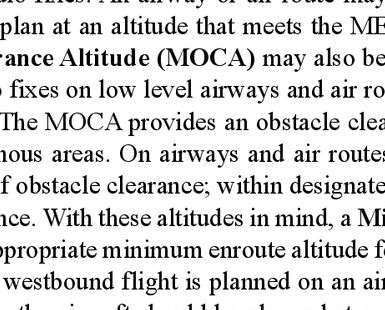 plan at an altitude that meets the ME
rance Altitude (MOCA) may also be
fixes on low level airways and air ro
The MOCA provides an obstacle clea
nous areas. On airways and air routes
f obstacle clearance; within designate
nce. With these altitudes in mind, a Mi
ppropriate minimum enroute altitude f
westbound flight is planned on an air